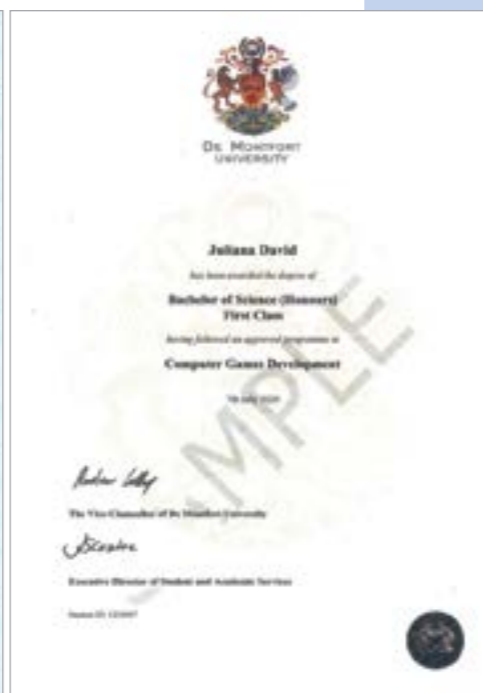 DE MONTFORT
UNIVERSITY
Juliana David
has been awarded the degree of
Bachelor of Science (Honours)
First Class
having followed an approved programme in
Computer Games Development
SAMPLE
The Vice-Chancellor of De Montfort University
Executive Director of Student and Academic Services